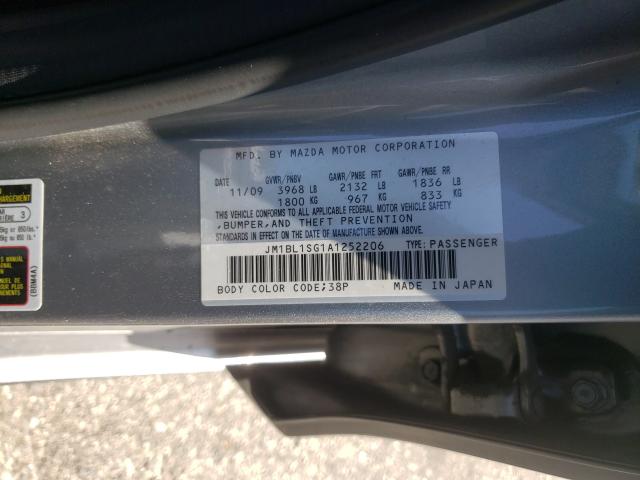 MFD. BY MAZDA MOTOR CORPORATION
DATE GVWR/PNBV GAWR/PNBE FRT GAWR/PNBE RR
11/09 3968 LB 2132 LB 1836 LB
1800 KG 967 KG 833 KG
THIS VEHICLE CONFORMS TO ALL APPLICABLE FEDERAL MOTOR VEHICLE SAFETY
,BUMPER,AND THEFT PREVENTION
STANDARDS IN EFFECT ON THE DATE OF MANUFACTURE SHOWN ABOVE.
JM1BL1SG1A1252206 TYPE: PASSENGER
BODY COLOR CODE;38P MADE IN JAPAN
CHARGEMENT
3
(BBM4A)